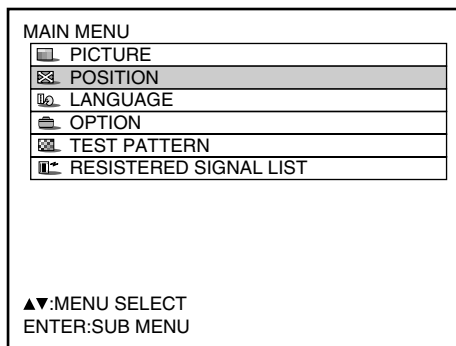 MAIN MENU
PICTURE
POSITION
LANGUAGE
OPTION
TEST PATTERN
RESISTERED SIGNAL LIST
▲▼:MENU SELECT
ENTER:SUB MENU